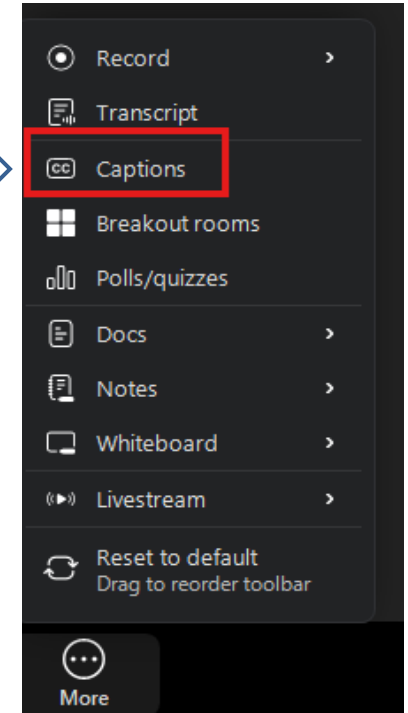 Record
Transcript
CC Captions
Breakout rooms
Polls/quizzes
Docs
Notes
Whiteboard
Livestream
Reset to default
Drag to reorder toolbar
More